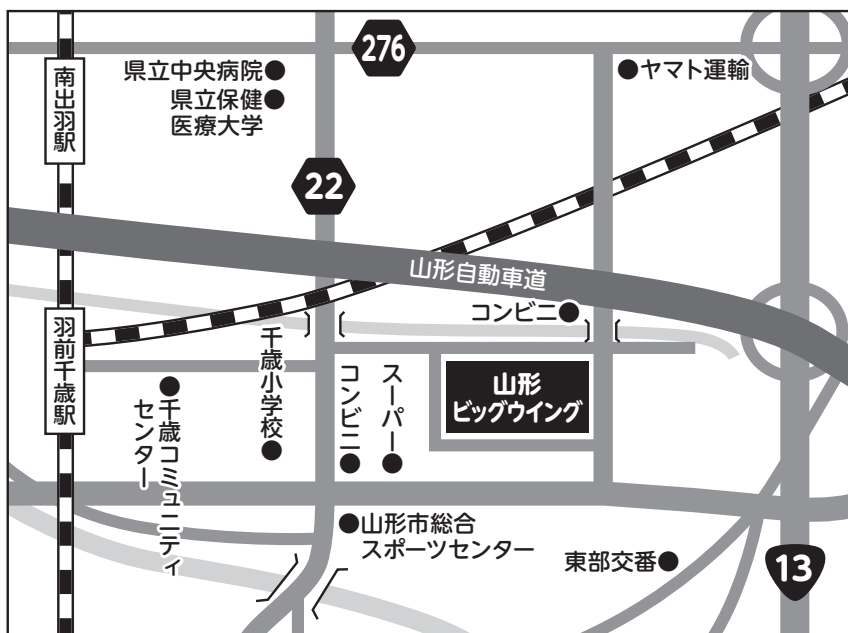 276
県立中央病院
県立保健
医療大学
ヤマト運輸
南出羽駅
22
山形自動車道
コンビニ
羽前千歳駅
千歳小学校
コンビニ
スーパー
山形
ビッグウイング
千歳コミュニティ
センター
山形市総合
スポーツセンター
東部交番
13